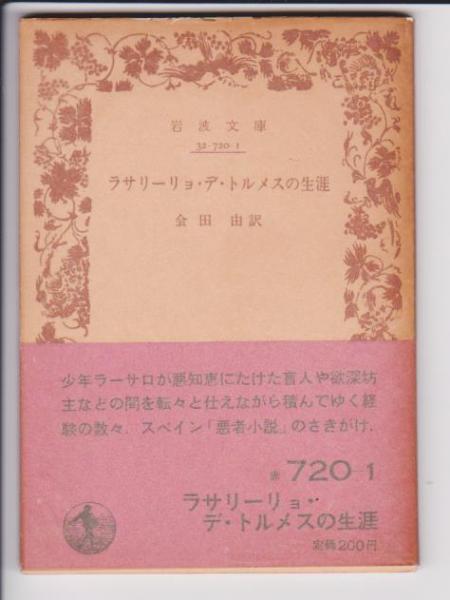 岩波文庫
32-720-1
ラサリーリョ・デ・トルメスの生涯
会田 由訳
少年ラーサロが悪知恵にたけた盲人や欲深坊
主などの間を転々と仕えながら積んでゆく経
験の数々．スペイン「悪者小説」のさきがけ．
赤 720-1
ラサリーリョ・
デ・トルメスの生涯
定価200円